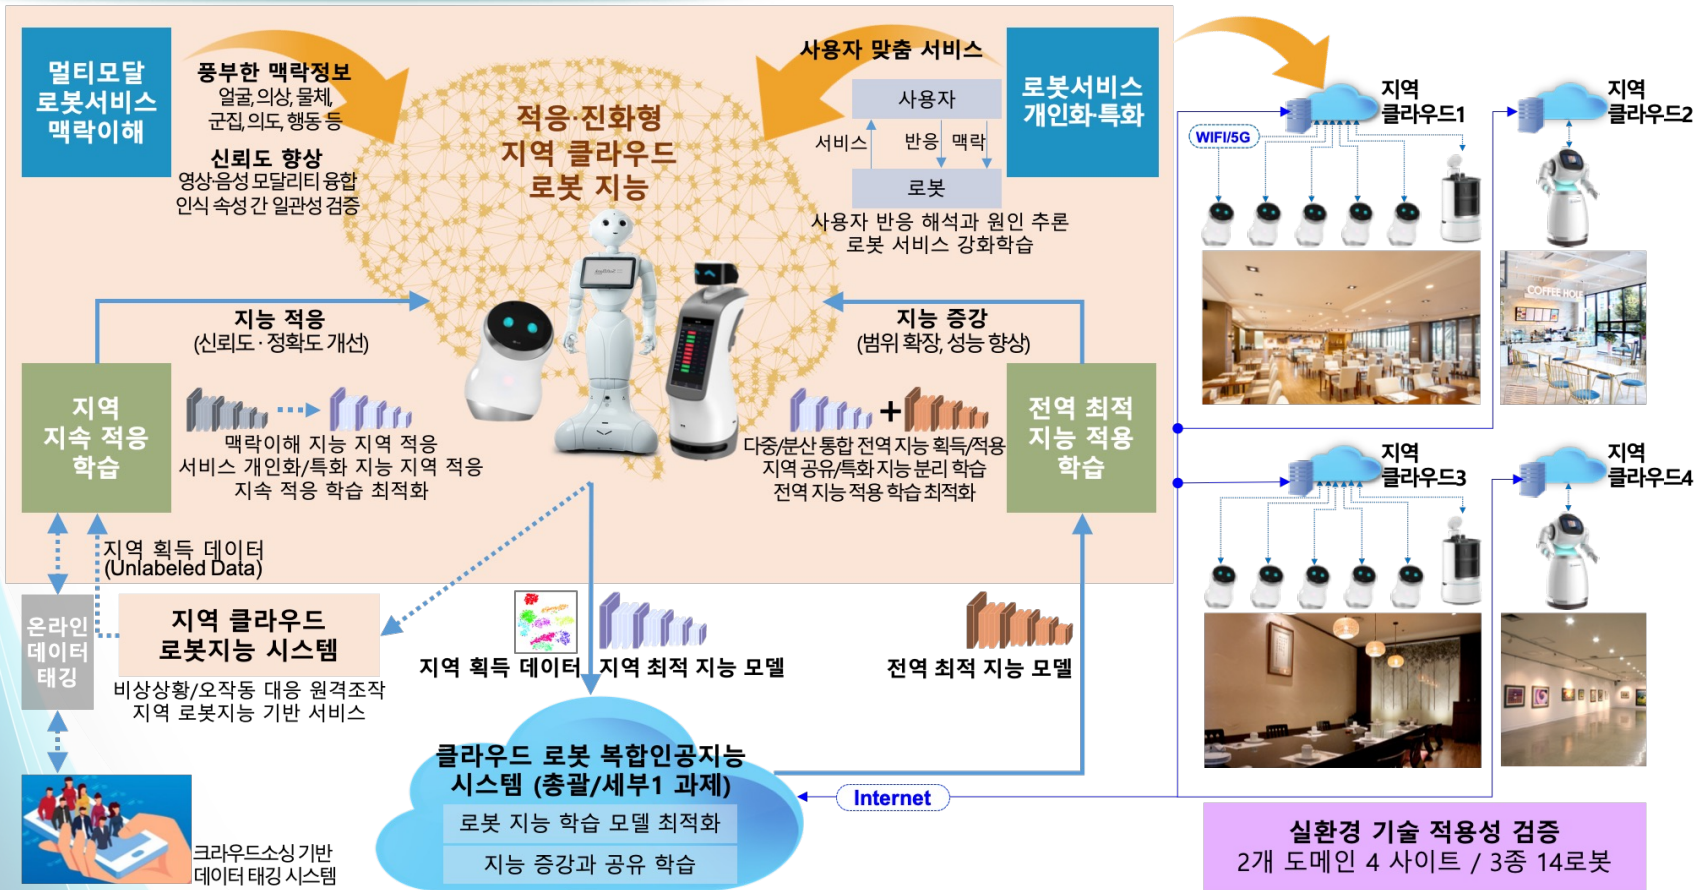 멀티모달
로봇서비스
맥락이해
풍부한 맥락정보
얼굴, 의상, 물체,
군집, 의도, 행동 등
신뢰도 향상
영상·음성 모달리티 융합
인식 속성 간 일관성 검증
적응·진화형
지역 클라우드
로봇 지능
사용자 맞춤 서비스
사용자
서비스
반응
맥락
로봇
사용자 반응 해석과 원인 추론
로봇 서비스 강화학습
로봇서비스
개인화·특화
지능 적응
(신뢰도 · 정확도 개선)
지역
지속 적응
학습
맥락이해 지능 지역 적응
서비스 개인화/특화 지능 지역 적응
지속 적응 학습 최적화
지능 증강
(범위 확장, 성능 향상)
다중/분산 통합 전역 지능 획득/적용
지역 공유/특화 지능 분리 학습
전역 지능 적용 학습 최적화
전역 최적
지능 적용
학습
지역 획득 데이터
(Unlabeled Data)
온라인
데이터
태깅
지역 클라우드
로봇지능 시스템
비상상황/오작동 대응 원격조작
지역 로봇지능 기반 서비스
지역 획득 데이터
지역 최적 지능 모델
전역 최적 지능 모델
클라우드 로봇 복합인공지능
시스템 (총괄/세부1 과제)
로봇 지능 학습 모델 최적화
지능 증강과 공유 학습
크라우드소싱 기반
데이터 태깅 시스템
Internet
지역
클라우드1
WIFI/5G
지역
클라우드2
COFFEE HOLE
지역
클라우드3
지역
클라우드4
실환경 기술 적용성 검증
2개 도메인 4 사이트 / 3종 14로봇